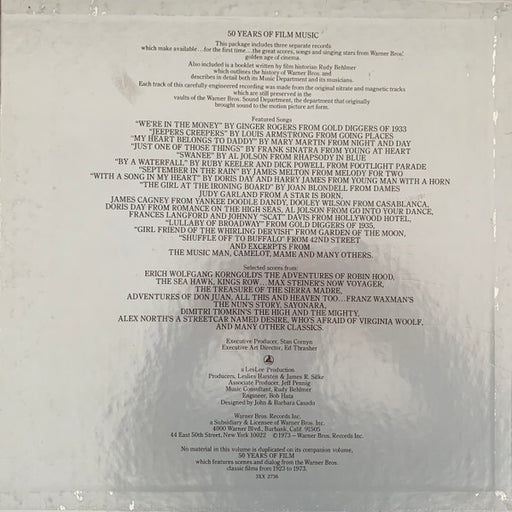 50 YEARS OF FILM MUSIC
This package includes three separate records
which make available...for the first time...the great scores, songs and singing stars from Warner Bros.'
golden age of cinema.
Also included is a booklet written by film historian Rudy Behlmer
which outlines the history of Warner Bros. and
describes in detail both its Music Department and its musicians.
Each track of this carefully engineered recording was made from the original nitrate and magnetic tracks
which are still preserved in the
vaults of the Warner Bros. Sound Department, the department that originally
brought sound to the motion picture art form.
Featured Songs
"WE'RE IN THE MONEY" BY GINGER ROGERS FROM GOLD DIGGERS OF 1933
"JEEPERS CREEPERS" BY LOUIS ARMSTRONG FROM GOING PLACES
"MY HEART BELONGS TO DADDY" BY MARY MARTIN FROM NIGHT AND DAY
"JUST ONE OF THOSE THINGS" BY FRANK SINATRA FROM YOUNG AT HEART
"SWANEE" BY AL JOLSON FROM RHAPSODY IN BLUE
"BY A WATERFALL" BY RUBY KEELER AND DICK POWELL FROM FOOTLIGHT PARADE
"SEPTEMBER IN THE RAIN" BY JAMES MELTON FROM MELODY FOR TWO
"WITH A SONG IN MY HEART" BY DORIS DAY AND HARRY JAMES FROM YOUNG MAN WITH A HORN
"THE GIRL AT THE IRONING BOARD" BY JOAN BLONDELL FROM DAMES
JUDY GARLAND FROM A STAR IS BORN,
JAMES CAGNEY FROM YANKEE DOODLE DANDY, DOOLEY WILSON FROM CASABLANCA,
DORIS DAY FROM ROMANCE ON THE HIGH SEAS, AL JOLSON FROM GO INTO YOUR DANCE,
FRANCES LANGFORD AND JOHNNY "SCAT" DAVIS FROM HOLLYWOOD HOTEL,
"LULLABY OF BROADWAY" FROM GOLD DIGGERS OF 1935,
"GIRL FRIEND OF THE WHIRLING DERVISH" FROM GARDEN OF THE MOON,
"SHUFFLE OFF TO BUFFALO" FROM 42ND STREET
AND EXCERPTS FROM
THE MUSIC MAN, CAMELOT, MAME AND MANY OTHERS.
Selected scores from:
ERICH WOLFGANG KORNGOLD'S THE ADVENTURES OF ROBIN HOOD,
THE SEA HAWK, KINGS ROW... MAX STEINER'S NOW VOYAGER,
THE TREASURE OF THE SIERRA MADRE,
ADVENTURES OF DON JUAN, ALL THIS AND HEAVEN TOO...FRANZ WAXMAN'S
THE NUN'S STORY, SAYONARA,
DIMITRI TIOMKIN'S THE HIGH AND THE MIGHTY,
ALEX NORTH'S A STREETCAR NAMED DESIRE, WHO'S AFRAID OF VIRGINIA WOOLF,
AND MANY OTHER CLASSICS.
Executive Producer, Stan Cornyn
Executive Art Director, Ed Thrasher
a LesLee Production
Producers, Leslies Harsten & James R. Silke
Associate Producer, Jeff Pennig
Music Consultant, Rudy Behlmer
Engineer, Bob Hata
Designed by John & Barbara Casado
Warner Bros. Records Inc.
a Subsidiary & Licensee of Warner Bros. Inc.
4000 Warner Blvd., Burbank, Calif. 91505
44 East 50th Street, New York 10022 ©1973—Warner Bros. Records Inc.
No material in this volume is duplicated on its companion volume,
50 YEARS OF FILM
which features scenes and dialog from the Warner Bros.
classic films from 1923 to 1973.
3XX 2736